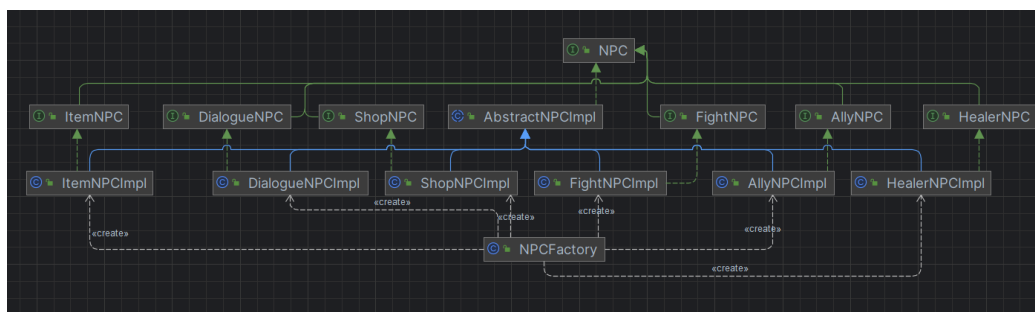 NPC
ItemNPC DialogueNPC ShopNPC AbstractNPCImpl FightNPC AllyNPC HealerNPC
ItemNPCImpl DialogueNPCImpl ShopNPCImpl FightNPCImpl AllyNPCImpl HealerNPCImpl
«create» «create» «create» «create» «create»
NPCFactory
«create»